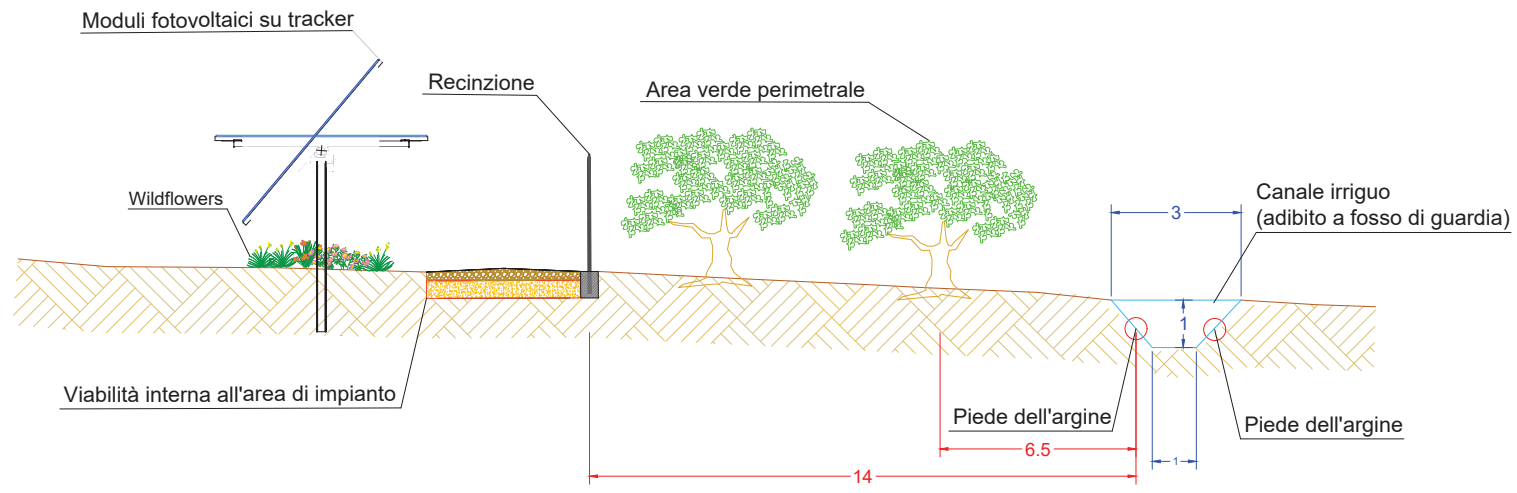 Moduli fotovoltaici su tracker
Recinzione
Area verde perimetrale
Wildflowers
Canale irriguo
(adibito a fosso di guardia)
3
1
Viabilità interna all'area di impianto
Piede dell'argine
Piede dell'argine
6.5
1
14